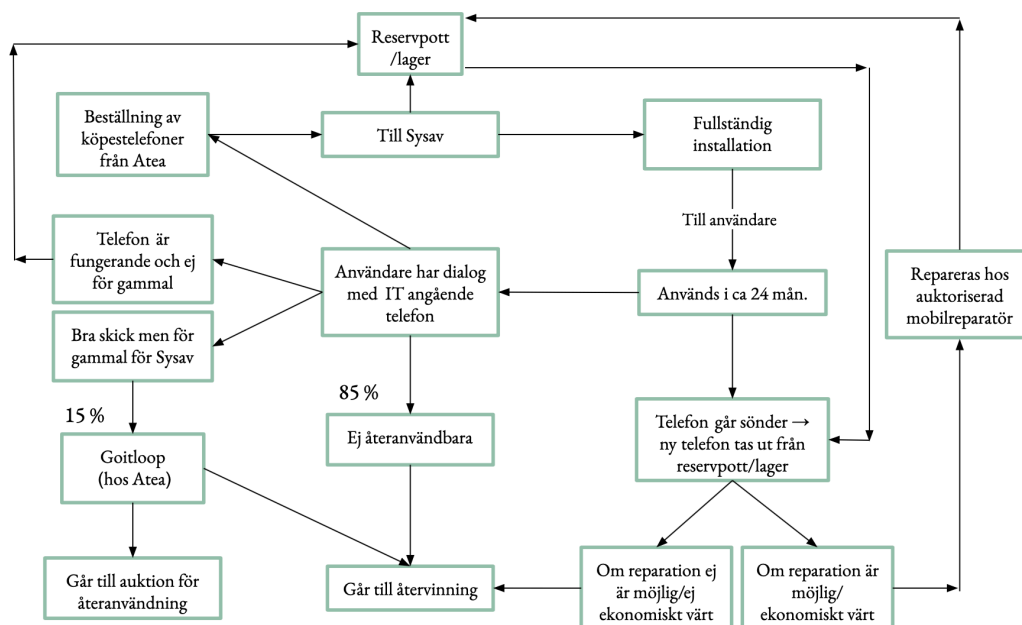 Reservpott
/lager
Beställning av
köpestelefoner
från Atea
Till Sysav
Fullständig
installation
Till användare
Telefon är
fungerande och ej
för gammal
Användare har dialog
med IT angående
telefon
Används i ca 24 mån.
Repareras hos
auktoriserad
mobilreparatör
Bra skick men för
gammal för Sysav
15 %
85 %
Goitloop
(hos Atea)
Ej återanvändbara
Telefon går sönder →
ny telefon tas ut från
reservpott/lager
Går till auktion för
återanvändning
Går till återvinning
Om reparation ej
är möjlig/ej
ekonomiskt värt
Om reparation är
möjlig/
ekonomiskt värt